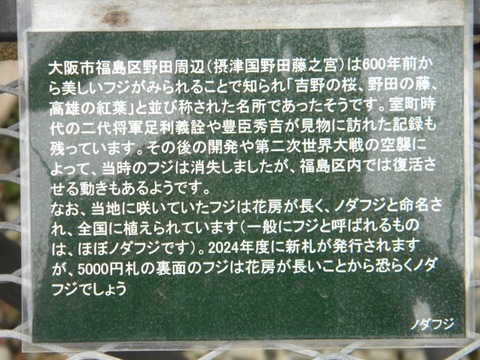 大阪市福島区野田周辺（摂津国野田藤之宮）は600年前か
ら美しいフジがみられることで知られ「吉野の桜、野田の藤、
高雄の紅葉」と並び称された名所であったそうです。室町時
代の二代将軍足利義詮や豊臣秀吉が見物に訪れた記録も
残っています。その後の開発や第二次世界大戦の空襲に
よって、当時のフジは消失しましたが、福島区内では復活さ
せる動きもあるようです。
なお、当地に咲いていたフジは花房が長く、ノダフジと命名さ
れ、全国に植えられています（一般にフジと呼ばれるもの
は、ほぼノダフジです）。2024年度に新札が発行されます
が、5000円札の裏面のフジは花房が長いことから恐らくノダ
フジでしょう
ノダフジ